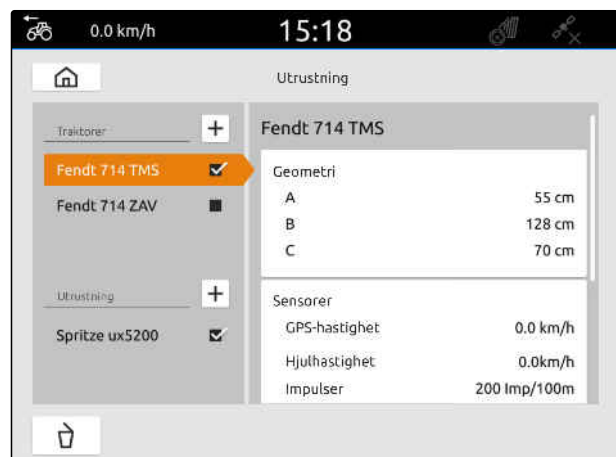 0.0 km/h
15:18
Utrustning
Traktorer
Fendt 714 TMS
Fendt 714 ZAV
Utrustning
Spritze ux5200
Fendt 714 TMS
Geometri
A 55 cm
B 128 cm
C 70 cm
Sensorer
GPS-hastighet 0.0 km/h
Hjulhastighet 0.0km/h
Impulser 200 Imp/100m